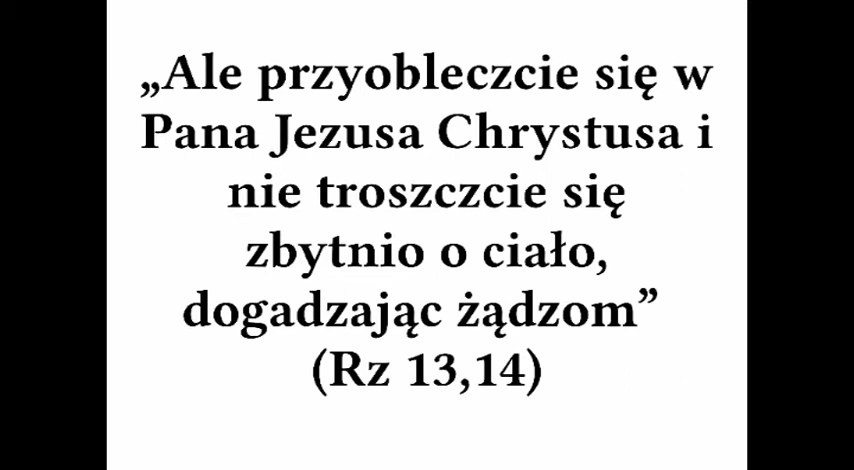 „Ale przyobleczcie się w
Pana Jezusa Chrystusa i
nie troszczcie się
zbytnio o ciało,
dogadzając żądzom”
(Rz 13,14)